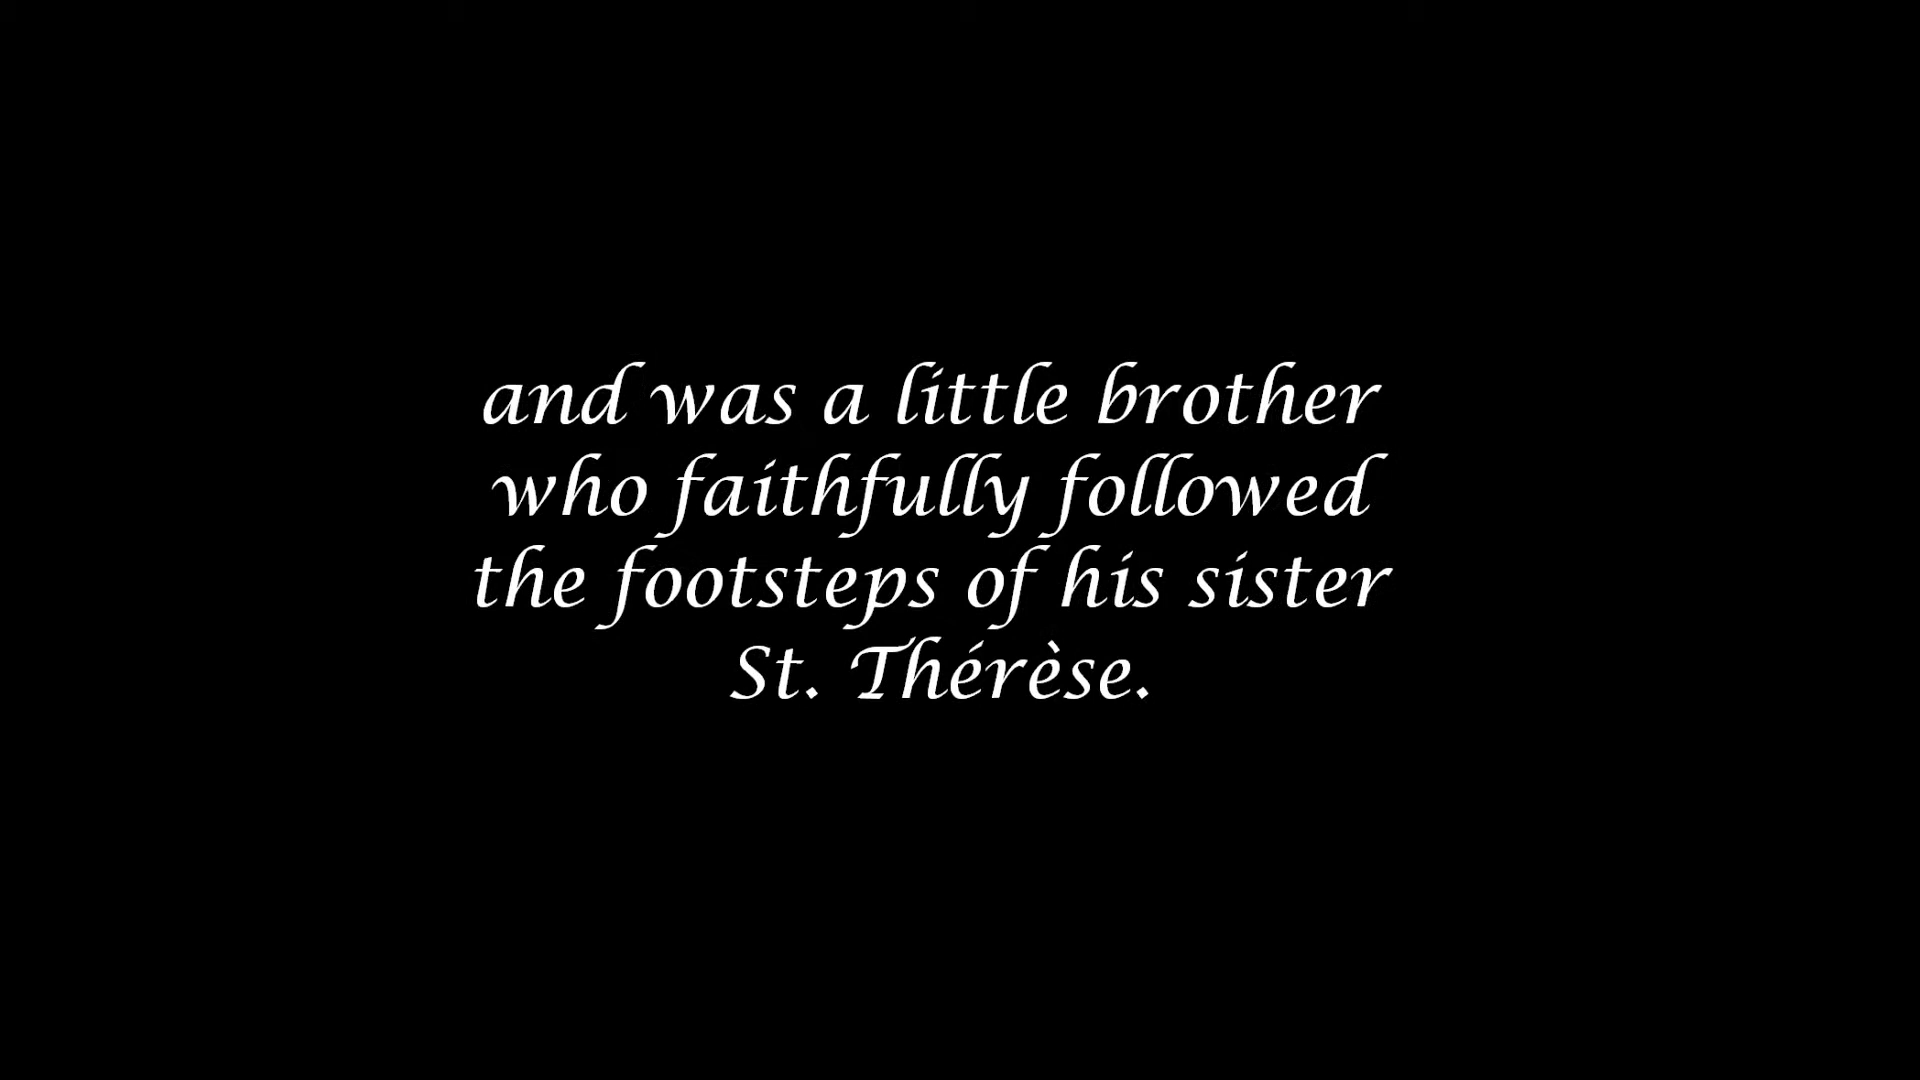 and was a little brother
who faithfully followed
the footsteps of his sister
St. Thérèse.